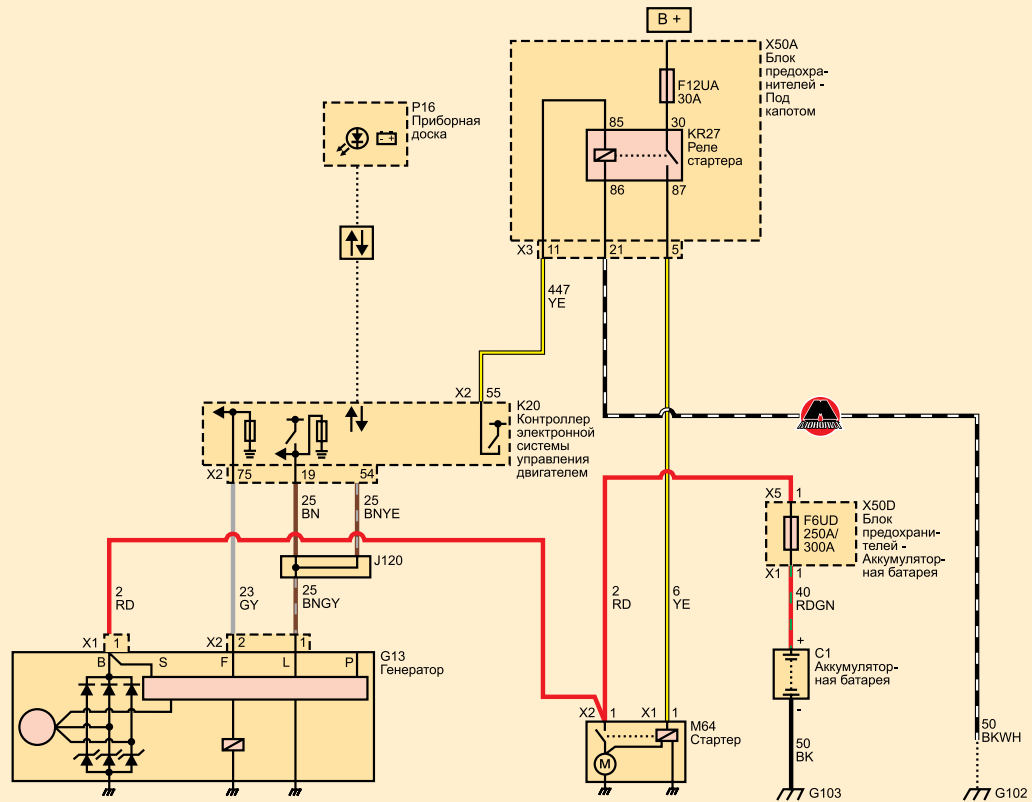 B +
X50A
Блок
предохра-
нителей -
Под
капотом
F12UA
30A
P16
Приборная
доска
- +
85
30
KR27
Реле
стартера
86
87
X3
11
21
5
447
YE
X2
55
K20
Контроллер
электронной
системы
управления
двигателем
X2
75
19
54
25
BN
25
BNYE
J120
X5
1
X50D
Блок
предохрани-
телей -
Аккумулятор-
ная батарея
F6UD
250A/
300A
X1
1
2
RD
23
GY
25
BNGY
2
RD
6
YE
40
RDGN
X1
1
X2
2
1
B
S
F
L
P
G13
Генератор
+
C1
Аккумулятор-
ная батарея
-
X2
1
X1
1
M64
Стартер
M
50
BK
50
BKWH
G103
G102